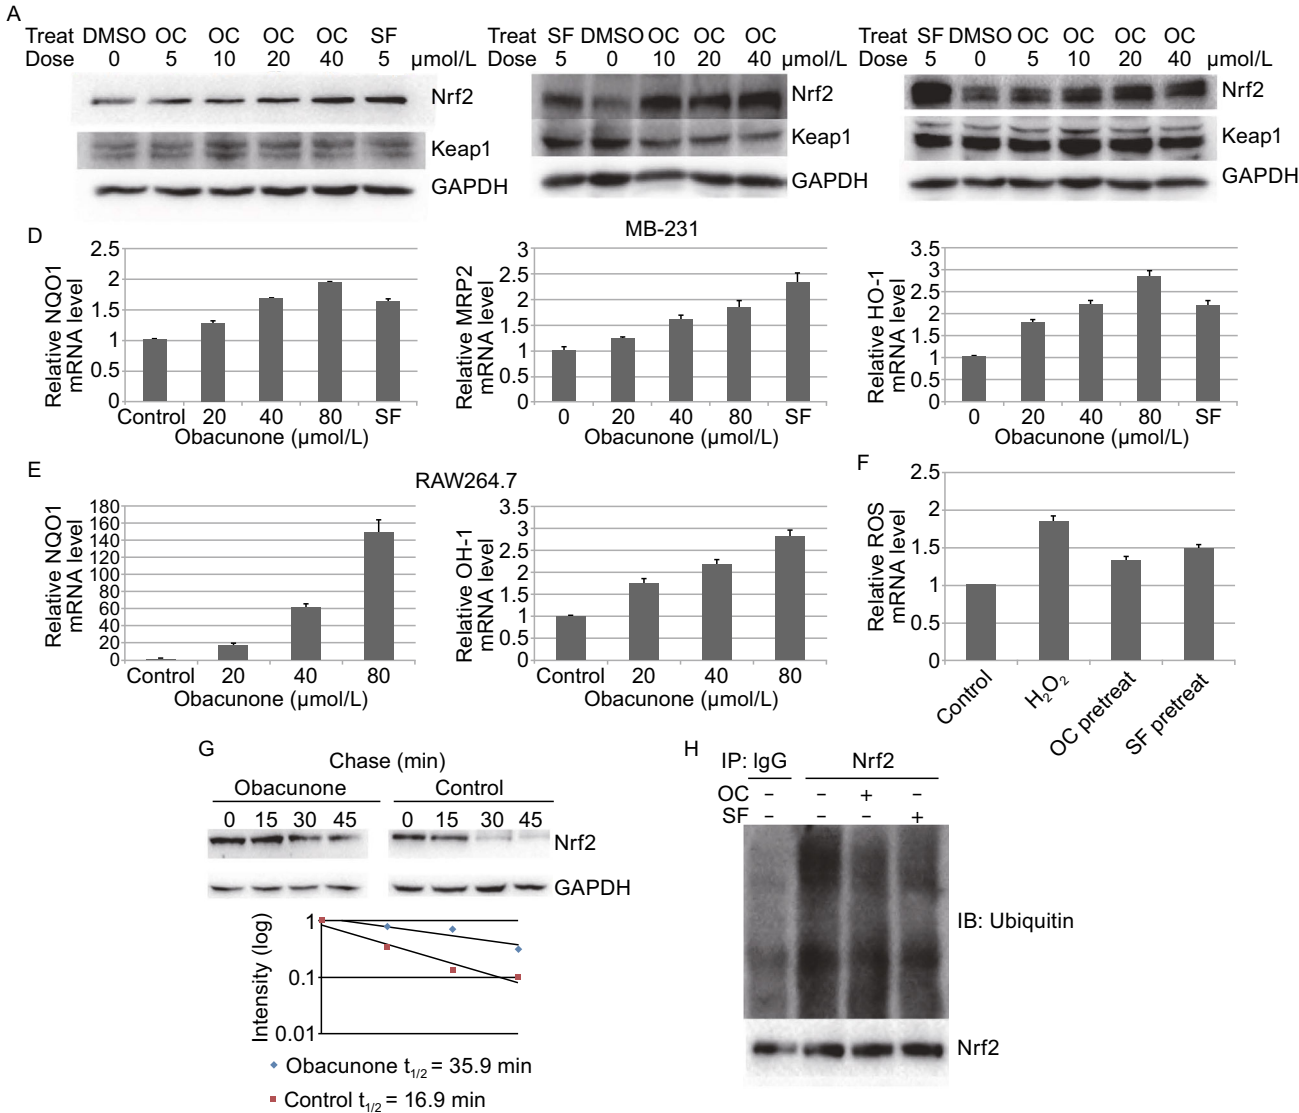 A
Treat DMSO OC OC OC OC SF
Dose 0 5 10 20 40 5 μmol/L
Nrf2
Keap1
GAPDH
Treat SF DMSO OC OC OC
Dose 5 0 10 20 40 μmol/L
Nrf2
Keap1
GAPDH
Treat SF DMSO OC OC OC OC
Dose 5 0 5 10 20 40 μmol/L
Nrf2
Keap1
GAPDH
D
MB-231
Relative NQO1
mRNA level
2.5
2
1.5
1
0.5
0
Control 20 40 80 SF
Obacunone (μmol/L)
Relative MRP2
mRNA level
3
2.5
2
1.5
1
0.5
0
0 20 40 80 SF
Obacunone (μmol/L)
Relative HO-1
mRNA level
3.5
3
2.5
2
1.5
1
0.5
0
0 20 40 80 SF
Obacunone (μmol/L)
E
RAW264.7
Relative NQO1
mRNA level
180
160
140
120
100
80
60
40
20
0
Control 20 40 80
Obacunone (μmol/L)
Relative OH-1
mRNA level
3.5
3
2.5
2
1.5
1
0.5
0
Control 20 40 80
Obacunone (μmol/L)
F
Relative ROS
mRNA level
2.5
2
1.5
1
0.5
0
Control
H₂O₂
OC pretreat
SF pretreat
G
Chase (min)
Obacunone Control
0 15 30 45 0 15 30 45
Nrf2
GAPDH
Intensity (log)
1
0.1
0.01
Obacunone t1/2 = 35.9 min
Control t1/2 = 16.9 min
H
IP: IgG Nrf2
OC – – + –
SF – – – +
IB: Ubiquitin
Nrf2